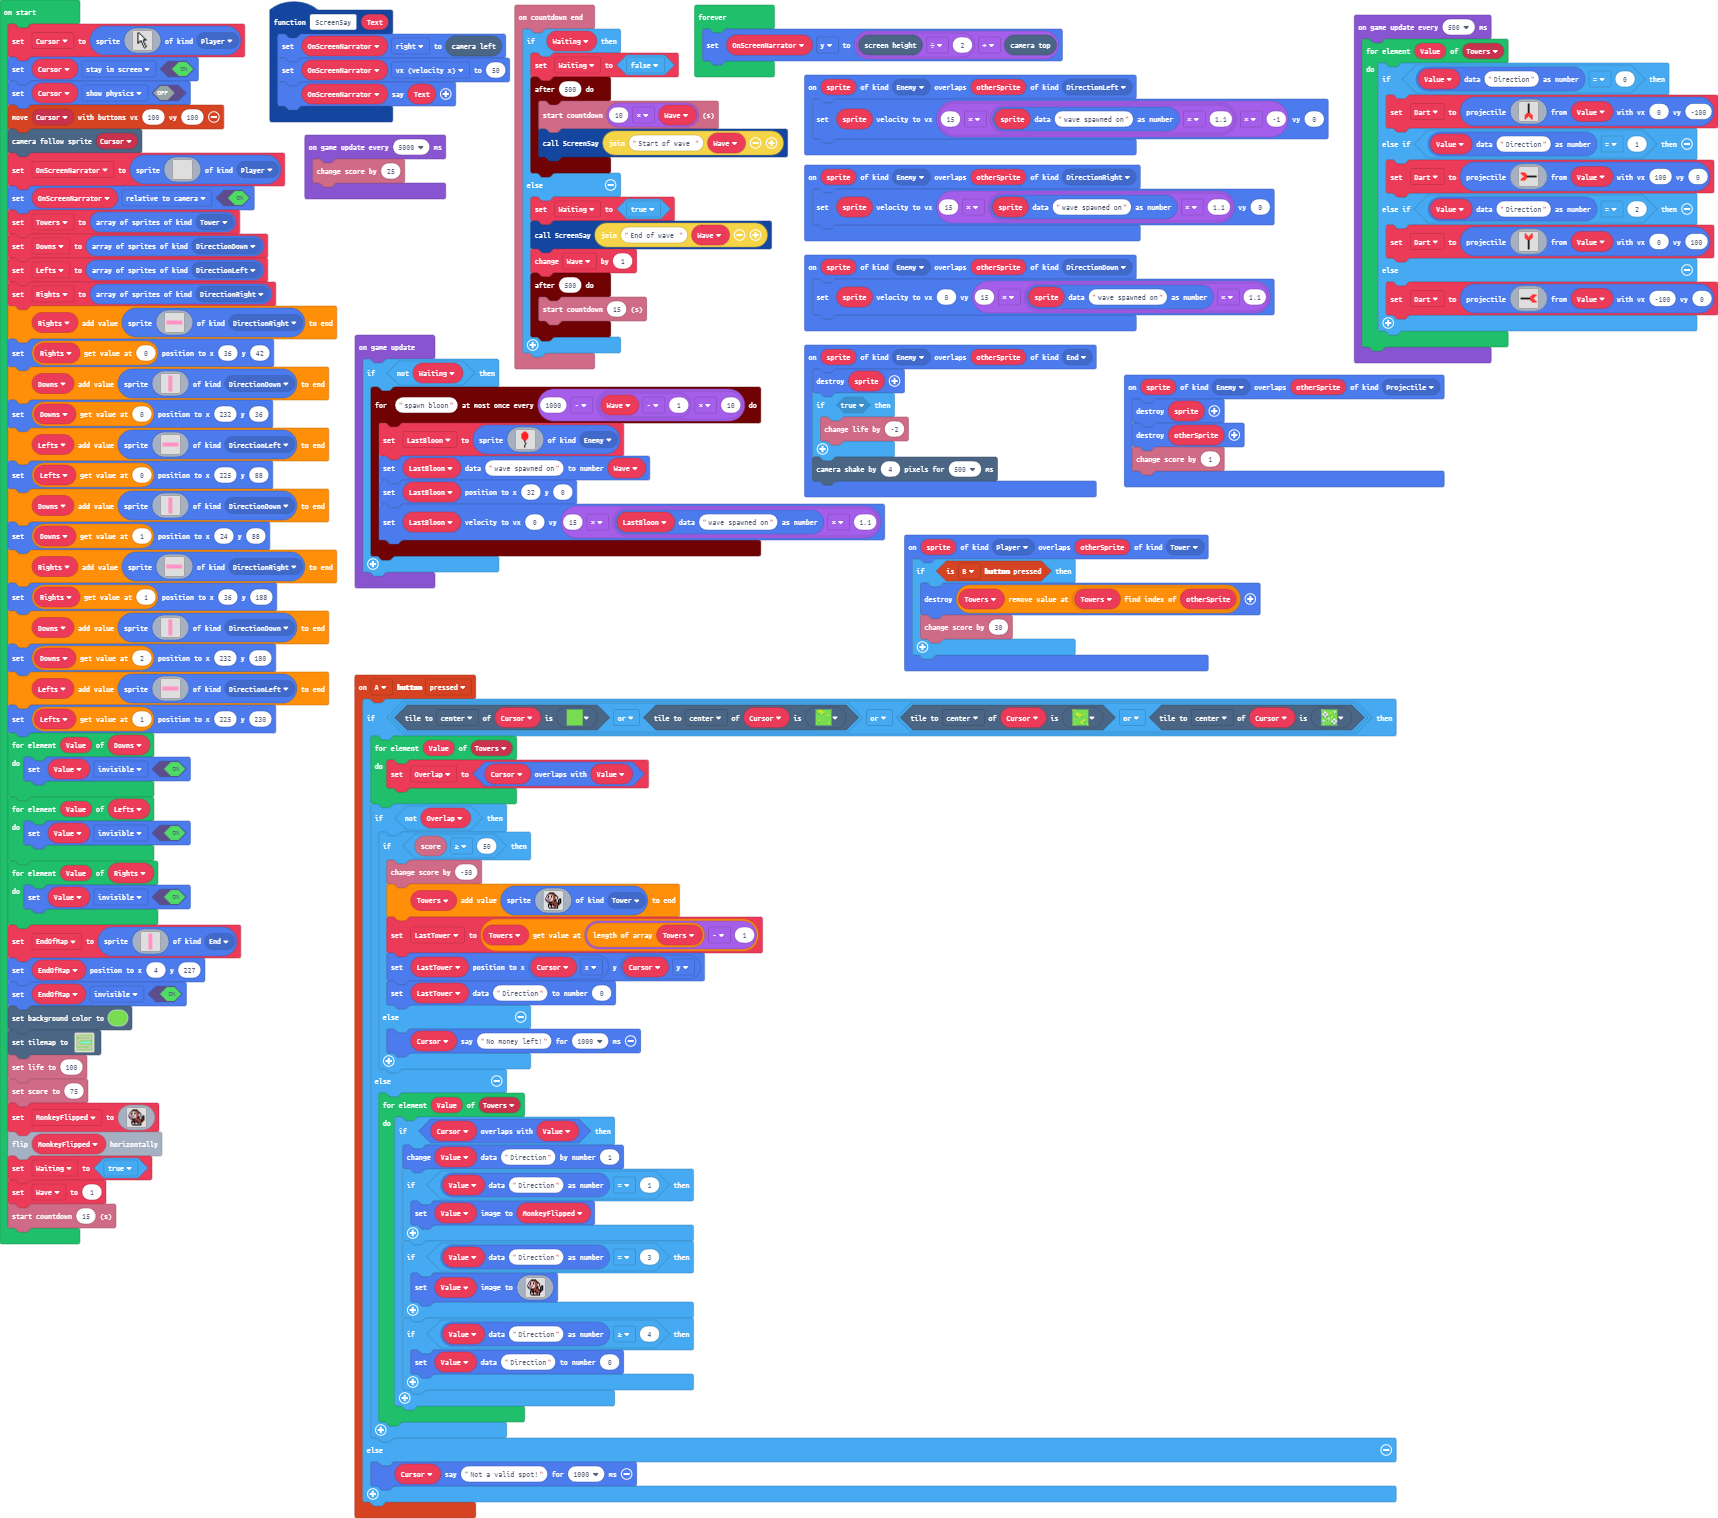 on start
set Cursor to sprite of kind Player
set Cursor stay in screen ON
set Cursor show physics OFF
move Cursor with buttons vx 100 vy 100
camera follow sprite Cursor
set OnScreenNarrator to sprite of kind Player
set OnScreenNarrator relative to camera ON
set Towers to array of sprites of kind Tower
set Downs to array of sprites of kind DirectionDown
set Lefts to array of sprites of kind DirectionLeft
set Rights to array of sprites of kind DirectionRight
Rights add value sprite of kind DirectionRight to end
set Rights get value at 0 position to x 36 y 42
Downs add value sprite of kind DirectionDown to end
set Downs get value at 0 position to x 232 y 36
Lefts add value sprite of kind DirectionLeft to end
set Lefts get value at 0 position to x 225 y 88
Downs add value sprite of kind DirectionDown to end
set Downs get value at 1 position to x 24 y 88
Rights add value sprite of kind DirectionRight to end
set Rights get value at 1 position to x 36 y 188
Downs add value sprite of kind DirectionDown to end
set Downs get value at 2 position to x 232 y 180
Lefts add value sprite of kind DirectionLeft to end
set Lefts get value at 1 position to x 225 y 230
for element Value of Downs
do set Value invisible ON
for element Value of Lefts
do set Value invisible ON
for element Value of Rights
do set Value invisible ON
set EndOfMap to sprite of kind End
set EndOfMap position to x 4 y 227
set EndOfMap invisible ON
set background color to
set tilemap to
set life to 100
set score to 75
set MonkeyFlipped to
flip MonkeyFlipped horizontally
set Waiting to true
set Wave to 1
start countdown 15 (s)
function ScreenSay Text
set OnScreenNarrator right to camera left
set OnScreenNarrator vx (velocity x) to 50
OnScreenNarrator say Text
on game update every 5000 ms
change score by 25
on countdown end
if Waiting then
set Waiting to false
after 500 do
start countdown 10 × Wave (s)
call ScreenSay join "Start of wave " Wave
else
set Waiting to true
call ScreenSay join "End of wave " Wave
change Wave by 1
after 500 do
start countdown 15 (s)
forever
set OnScreenNarrator y to screen height ÷ 2 + camera top
on game update
if not Waiting then
for "spawn bloon" at most once every 1000 - Wave - 1 × 10 do
set LastBloon to sprite of kind Enemy
set LastBloon data "wave spawned on" to number Wave
set LastBloon position to x 32 y 0
set LastBloon velocity to vx 0 vy 15 × LastBloon data "wave spawned on" as number × 1.1
on sprite of kind Enemy overlaps otherSprite of kind DirectionLeft
set sprite velocity to vx 15 × sprite data "wave spawned on" as number × 1.1 × -1 vy 0
on sprite of kind Enemy overlaps otherSprite of kind DirectionRight
set sprite velocity to vx 15 × sprite data "wave spawned on" as number × 1.1 vy 0
on sprite of kind Enemy overlaps otherSprite of kind DirectionDown
set sprite velocity to vx 0 vy 15 × sprite data "wave spawned on" as number × 1.1
on sprite of kind Enemy overlaps otherSprite of kind End
destroy sprite
if true then
change life by -2
camera shake by 4 pixels for 500 ms
on sprite of kind Enemy overlaps otherSprite of kind Projectile
destroy sprite
destroy otherSprite
change score by 1
on sprite of kind Player overlaps otherSprite of kind Tower
if is B button pressed then
destroy Towers remove value at Towers find index of otherSprite
change score by 30
on game update every 500 ms
for element Value of Towers
do if Value data "Direction" as number = 0 then
set Dart to projectile from Value with vx 0 vy -100
else if Value data "Direction" as number = 1 then
set Dart to projectile from Value with vx 100 vy 0
else if Value data "Direction" as number = 2 then
set Dart to projectile from Value with vx 0 vy 100
else
set Dart to projectile from Value with vx -100 vy 0
on A button pressed
if tile to center of Cursor is or tile to center of Cursor is or tile to center of Cursor is or tile to center of Cursor is then
for element Value of Towers
do set Overlap to Cursor overlaps with Value
if not Overlap then
if score ≥ 50 then
change score by -50
Towers add value sprite of kind Tower to end
set LastTower to Towers get value at length of array Towers - 1
set LastTower position to x Cursor x y Cursor y
set LastTower data "Direction" to number 0
else
Cursor say "No money left!" for 1000 ms
else
for element Value of Towers
do if Cursor overlaps with Value then
change Value data "Direction" by number 1
if Value data "Direction" as number = 1 then
set Value image to MonkeyFlipped
if Value data "Direction" as number = 3 then
set Value image to
if Value data "Direction" as number ≥ 4 then
set Value data "Direction" to number 0
else
Cursor say "Not a valid spot!" for 1000 ms